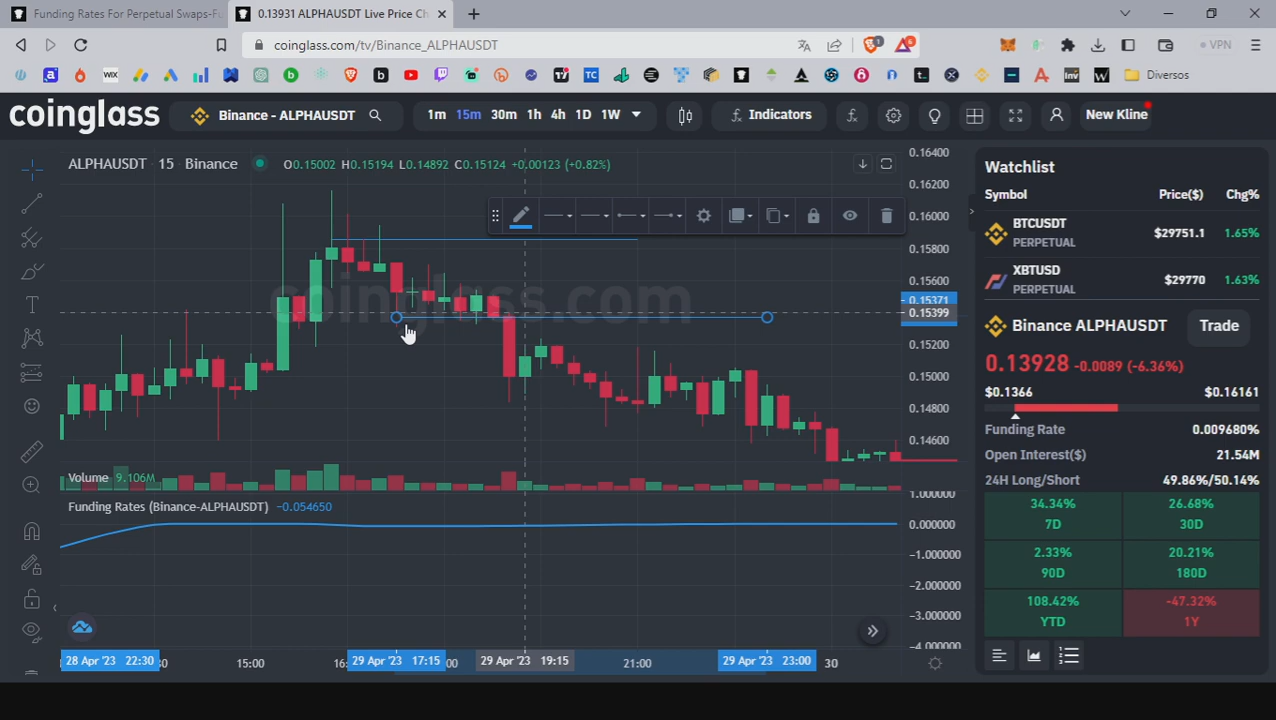 Funding Rates For Perpetual Swaps-Fu
0.13931 ALPHAUSDT Live Price Ch
coinglass.com/tv/Binance_ALPHAUSDT
VPN
Diversos
coinglass
Binance - ALPHAUSDT
1m 15m 30m 1h 4h 1D 1W
Indicators
New Kline
ALPHAUSDT · 15 · Binance
O0.15002 H0.15194 L0.14892 C0.15124 +0.00123 (+0.82%)
coinglass.com
0.16400
0.16200
0.16000
0.15800
0.15600
0.15371
0.15399
0.15200
0.15000
0.14800
0.14600
Volume 9.106M
Funding Rates (Binance-ALPHAUSDT) −0.054650
1.000000
0.000000
−1.000000
−2.000000
−3.000000
−4.000000
28 Apr '23 22:30
15:00
16:
29 Apr '23 17:15
29 Apr '23 19:15
21:00
29 Apr '23 23:00
30
Watchlist
Symbol Price($) Chg%
BTCUSDT
PERPETUAL
$29751.1 1.65%
XBTUSD
PERPETUAL
$29770 1.63%
Binance ALPHAUSDT
Trade
0.13928 -0.0089 (-6.36%)
$0.1366 $0.16161
Funding Rate 0.009680%
Open Interest($) 21.54M
24H Long/Short 49.86%/50.14%
34.34% 26.68%
7D 30D
2.33% 20.21%
90D 180D
108.42% -47.32%
YTD 1Y